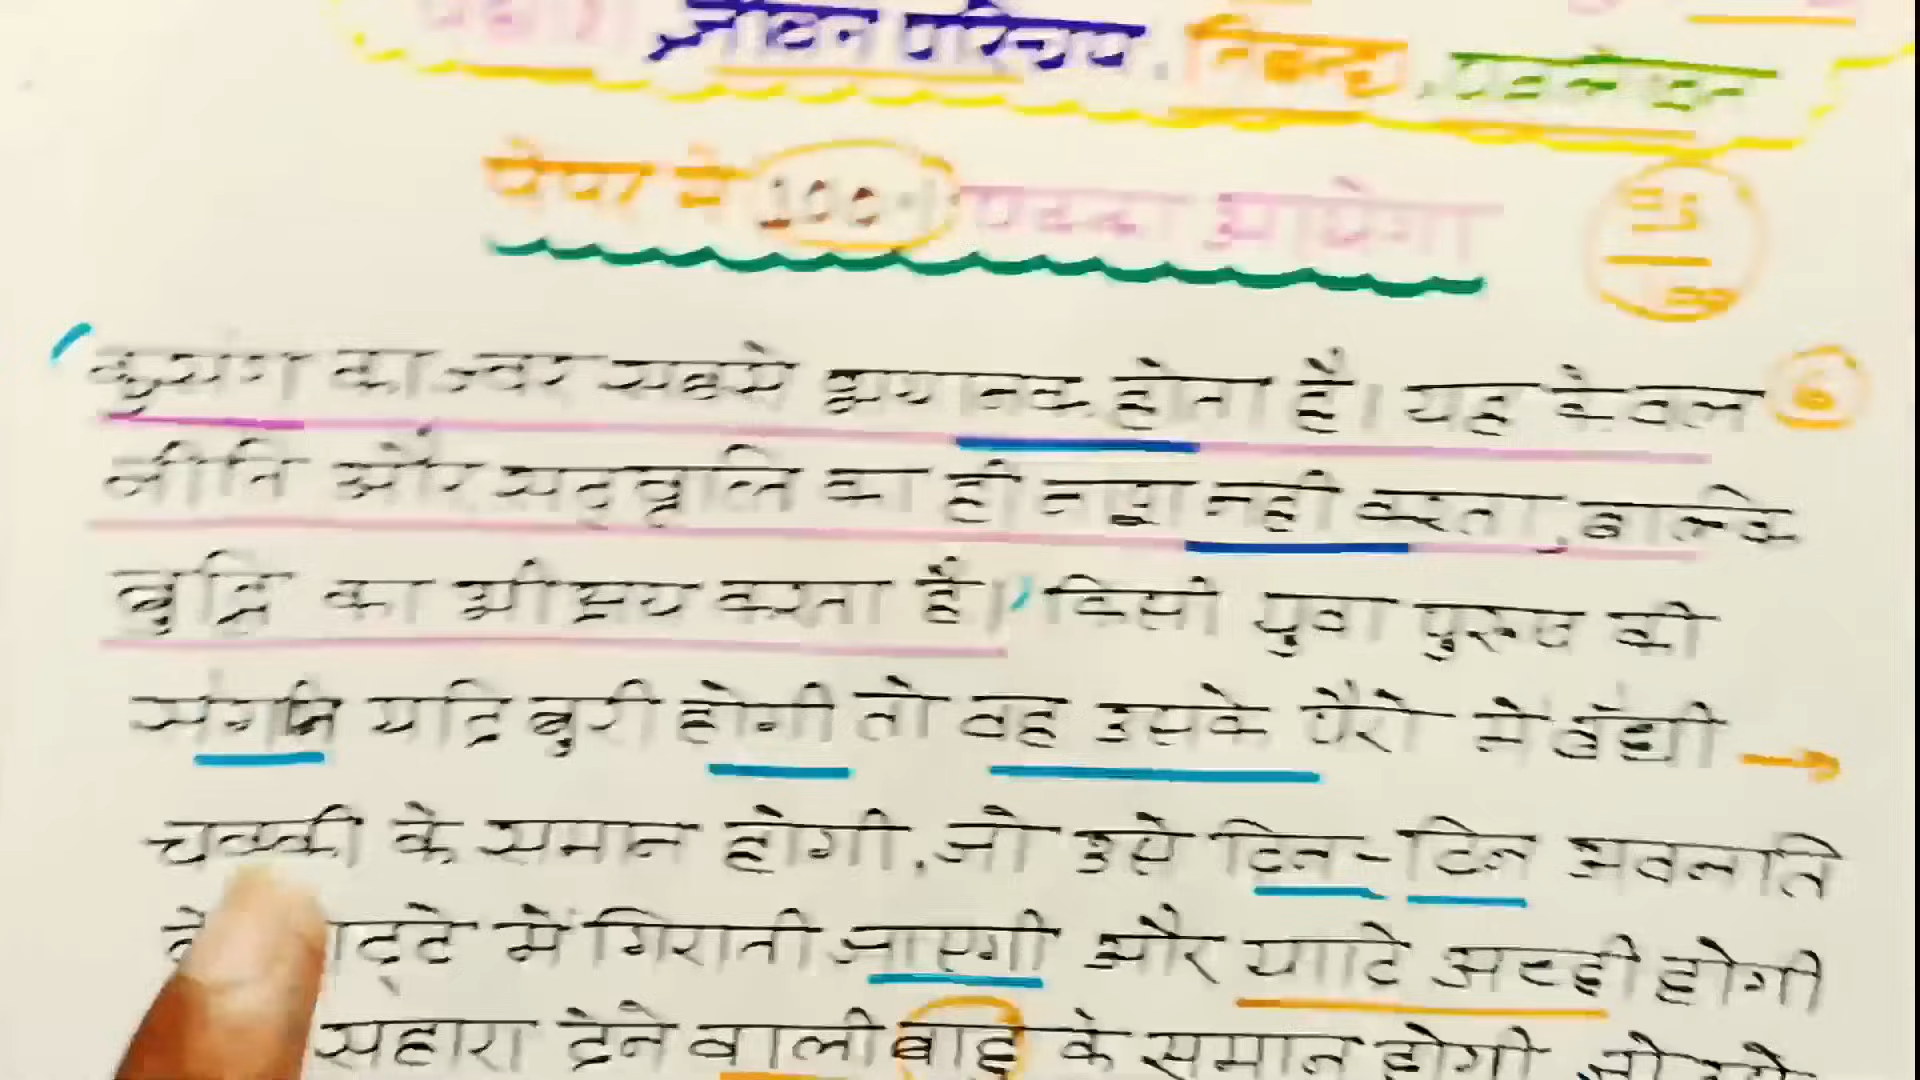 जीवन परिचय, निबन्ध,
पेपर मे 100% पक्का आयेगा
कुसंग का ज्वर सबसे भयानक होता है। यह केवल
नीति और सद्वृत्ति का ही नाश नही करता, बल्कि
बुद्धि का भी क्षय करता है। किसी युवा पुरुष की
संगति यदि बुरी होगी तो वह उसके पैरो में बंधी
चक्की के समान होगी, जो उसे दिन-दिन अवनति
में गिराती जाएगी और यदि अच्छी होगी
सहारा देने वाली बाहु के समान होगी